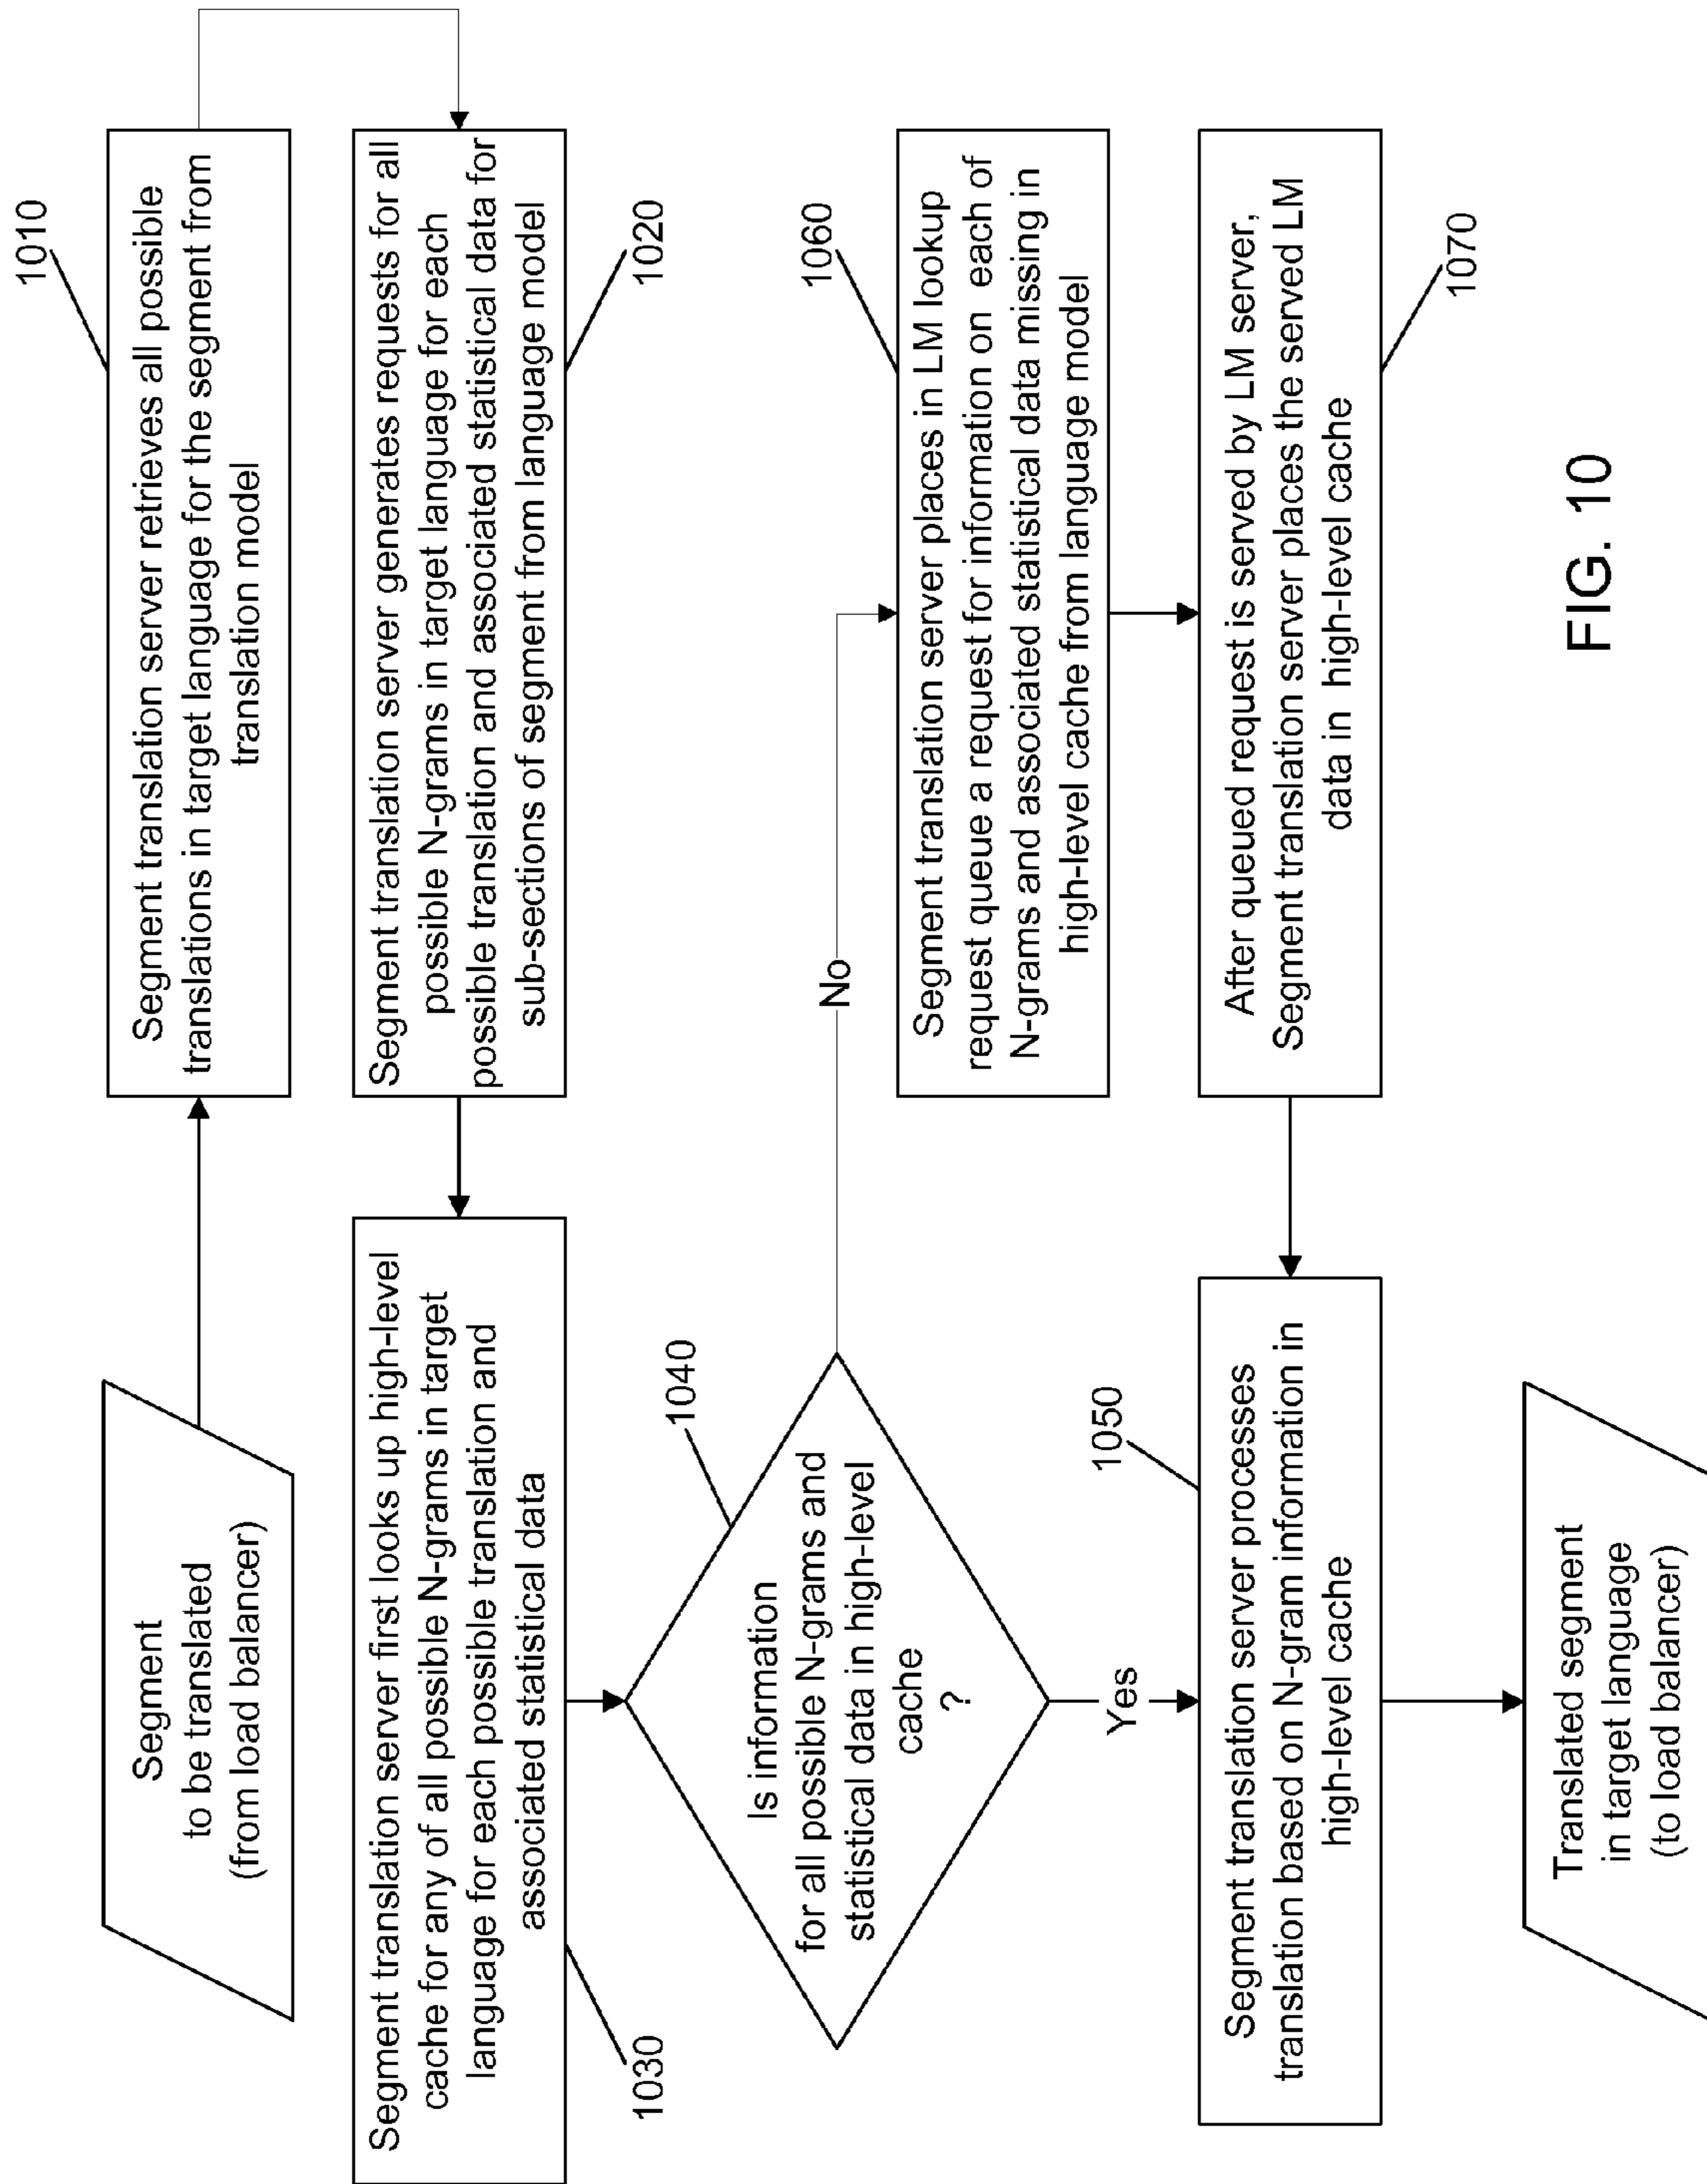 Segment
to be translated
(from load balancer)
1010
Segment translation server retrieves all possible
translations in target language for the segment from
translation model
Segment translation server generates requests for all
possible N-grams in target language for each
possible translation and associated statistical data for
sub-sections of segment from language model
1020
Segment translation server first looks up high-level
cache for any of all possible N-grams in target
language for each possible translation and
associated statistical data
1030
1040
Is information
for all possible N-grams and
statistical data in high-level
cache
?
No
Yes
1060
Segment translation server places in LM lookup
request queue a request for information on each of
N-grams and associated statistical data missing in
high-level cache from language model
After queued request is served by LM server,
Segment translation server places the served LM
data in high-level cache
1070
1050
Segment translation server processes
translation based on N-gram information in
high-level cache
Translated segment
in target language
(to load balancer)
FIG. 10